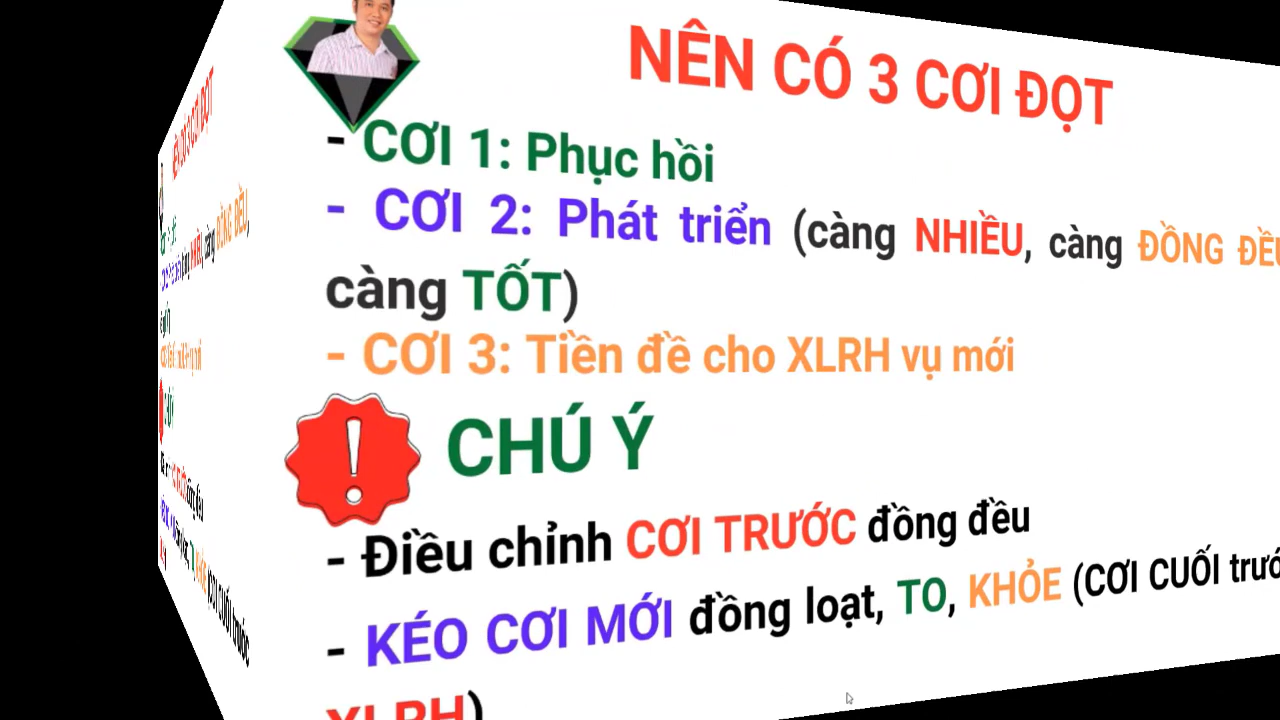 NÊN CÓ 3 CƠI ĐỌT
- CƠI 1: Phục hồi
- CƠI 2: Phát triển (càng NHIỀU, càng ĐỒNG ĐỀU
càng TỐT)
- CƠI 3: Tiền đề cho XLRH vụ mới
CHÚ Ý
- Điều chỉnh CƠI TRƯỚC đồng đều
- KÉO CƠI MỚI đồng loạt, TO, KHỎE (CƠI CUỐI trước
XLRH)